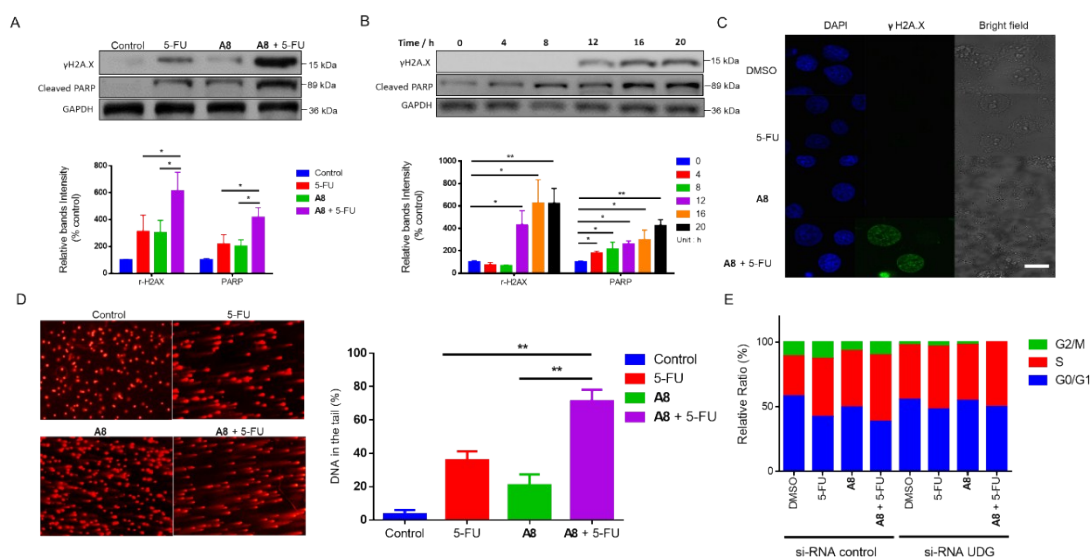 A
Control 5-FU A8 A8 + 5-FU
γH2A.X
15 kDa
Cleaved PARP
89 kDa
GAPDH
36 kDa
Relative bands Intensity
(% control)
800
600
400
200
0
* * * *
r-H2AX PARP
Control
5-FU
A8
A8 + 5-FU
B
Time / h 0 4 8 12 16 20
γH2A.X
15 kDa
Cleaved PARP
89 kDa
GAPDH
36 kDa
Relative bands Intensity
(% control)
1000
800
600
400
200
0
** * * ** * * * *
r-H2AX PARP
0
4
8
12
16
20
Unit : h
C
DAPI γ H2A.X Bright field
DMSO
5-FU
A8
A8 + 5-FU
D
Control 5-FU
A8 A8 + 5-FU
DNA in the tail (%)
100
80
60
40
20
0
** **
Control 5-FU A8 A8 + 5-FU
Control
5-FU
A8
A8 + 5-FU
E
Relative Ratio (%)
100
50
0
DMSO 5-FU A8 A8 + 5-FU DMSO 5-FU A8 A8 + 5-FU
si-RNA control si-RNA UDG
G2/M
S
G0/G1